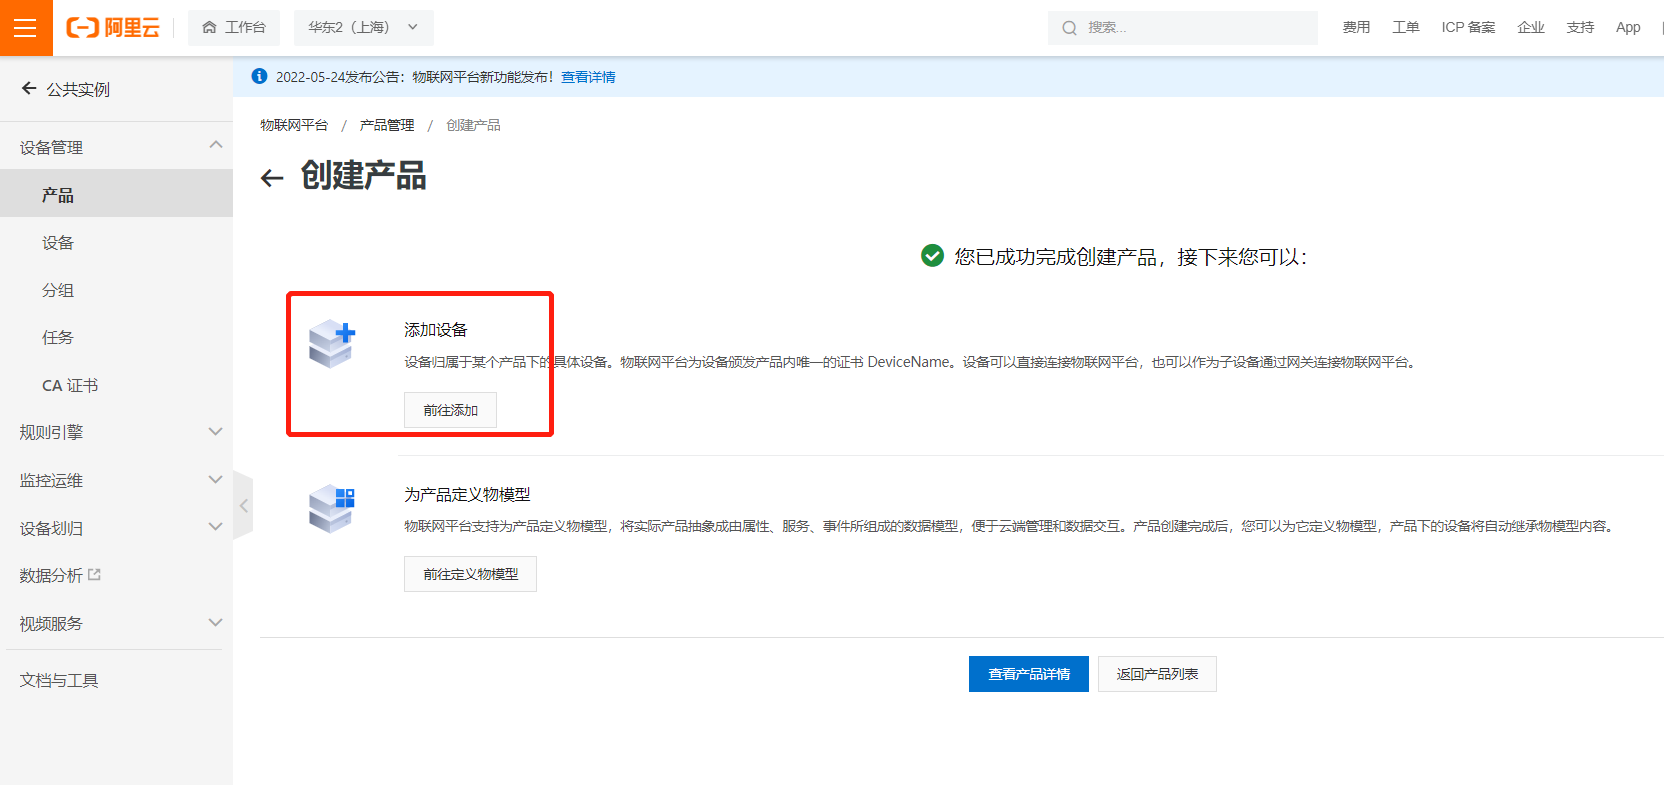 阿里云
工作台
华东2（上海）
搜索...
费用
工单
ICP 备案
企业
支持
App
公共实例
2022-05-24发布公告：物联网平台新功能发布！查看详情
物联网平台 / 产品管理 / 创建产品
创建产品
设备管理
产品
设备
分组
任务
CA 证书
规则引擎
监控运维
设备划归
数据分析
视频服务
文档与工具
您已成功完成创建产品，接下来您可以：
添加设备
设备归属于某个产品下的具体设备。物联网平台为设备颁发产品内唯一的证书 DeviceName。设备可以直接连接物联网平台，也可以作为子设备通过网关连接物联网平台。
前往添加
为产品定义物模型
物联网平台支持为产品定义物模型，将实际产品抽象成由属性、服务、事件所组成的数据模型，便于云端管理和数据交互。产品创建完成后，您可以为它定义物模型，产品下的设备将自动继承物模型内容。
前往定义物模型
查看产品详情
返回产品列表